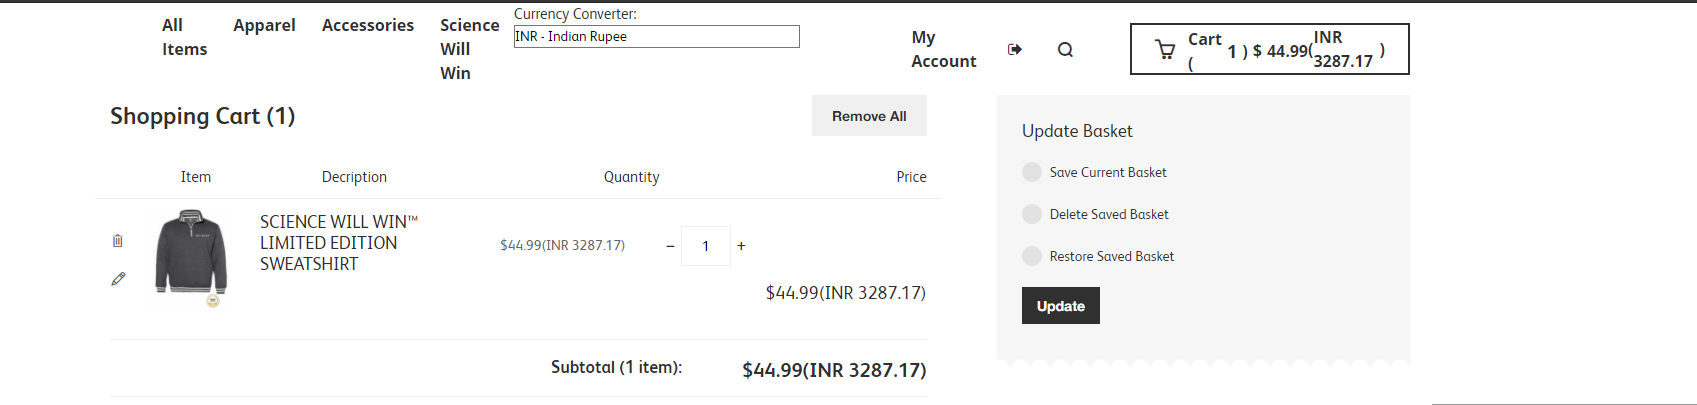 All Items
Apparel
Accessories
Science Will Win
Currency Converter:
INR - Indian Rupee
My Account
Cart ( 1 ) $ 44.99( INR 3287.17 )
Shopping Cart (1)
Remove All
Item
Decription
Quantity
Price
SCIENCE WILL WIN™
LIMITED EDITION
SWEATSHIRT
$44.99(INR 3287.17)
− 1 +
$44.99(INR 3287.17)
Subtotal (1 item):
$44.99(INR 3287.17)
Update Basket
Save Current Basket
Delete Saved Basket
Restore Saved Basket
Update